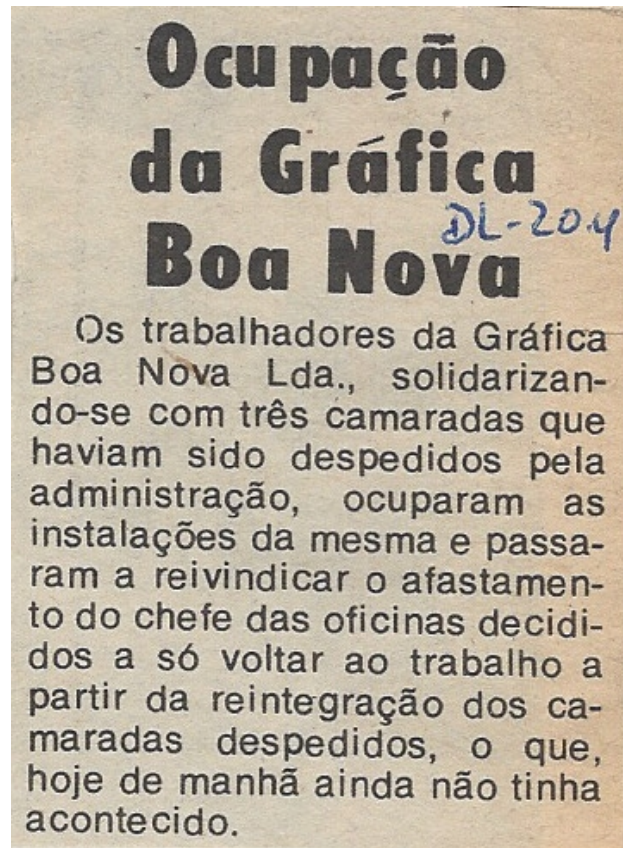 Ocupação
da Gráfica
DL-20.4
Boa Nova
Os trabalhadores da Gráfica
Boa Nova Lda., solidarizan-
do-se com três camaradas que
haviam sido despedidos pela
administração, ocuparam as
instalações da mesma e passa-
ram a reivindicar o afastamen-
to do chefe das oficinas decidi-
dos a só voltar ao trabalho a
partir da reintegração dos ca-
maradas despedidos, o que,
hoje de manhã ainda não tinha
acontecido.